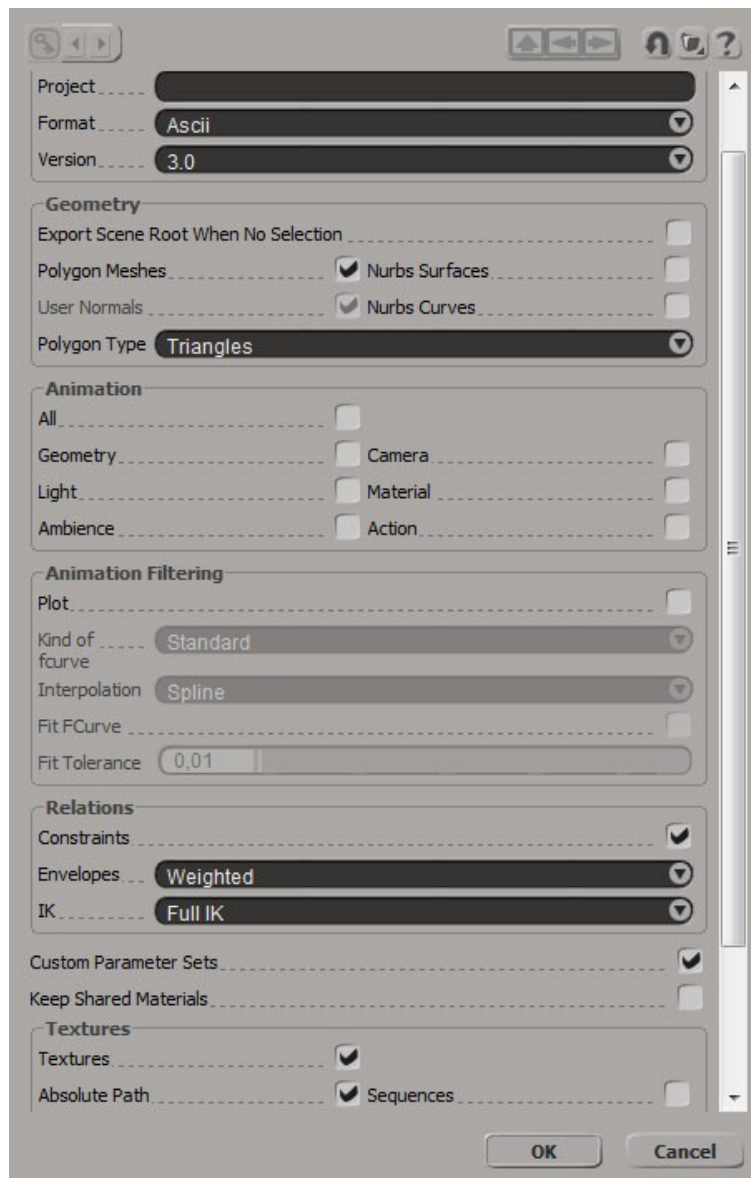 ?
Project
Format Ascii
Version 3.0
Geometry
Export Scene Root When No Selection
Polygon Meshes Nurbs Surfaces
User Normals Nurbs Curves
Polygon Type Triangles
Animation
All
Geometry Camera
Light Material
Ambience Action
Animation Filtering
Plot
Kind of Standard
fcurve
Interpolation Spline
Fit FCurve
Fit Tolerance 0,01
Relations
Constraints
Envelopes Weighted
IK Full IK
Custom Parameter Sets
Keep Shared Materials
Textures
Textures
Absolute Path Sequences
OK Cancel